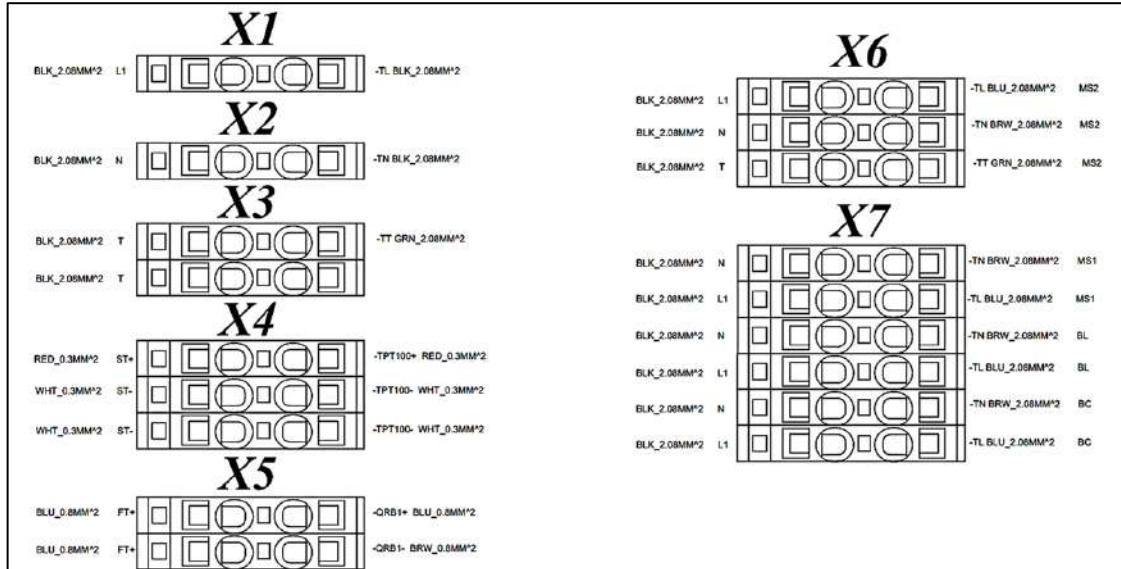 X1
BLK_2.08MM^2 L1 -TL BLK_2.08MM^2
X2
BLK_2.08MM^2 N -TN BLK_2.08MM^2
X3
BLK_2.08MM^2 T -TT GRN_2.08MM^2
BLK_2.08MM^2 T
X4
RED_0.3MM^2 ST+ -TPT100+ RED_0.3MM^2
WHT_0.3MM^2 ST- -TPT100- WHT_0.3MM^2
WHT_0.3MM^2 ST- -TPT100- WHT_0.3MM^2
X5
BLU_0.8MM^2 FT+ -QRB1+ BLU_0.8MM^2
BLU_0.8MM^2 FT+ -QRB1- BRW_0.8MM^2
X6
BLK_2.08MM^2 L1 -TL BLU_2.08MM^2 MS2
BLK_2.08MM^2 N -TN BRW_2.08MM^2 MS2
BLK_2.08MM^2 T -TT GRN_2.08MM^2 MS2
X7
BLK_2.08MM^2 N -TN BRW_2.08MM^2 MS1
BLK_2.08MM^2 L1 -TL BLU_2.08MM^2 MS1
BLK_2.08MM^2 N -TN BRW_2.08MM^2 BL
BLK_2.08MM^2 L1 -TL BLU_2.08MM^2 BL
BLK_2.08MM^2 N -TN BRW_2.08MM^2 BC
BLK_2.08MM^2 L1 -TL BLU_2.08MM^2 BC